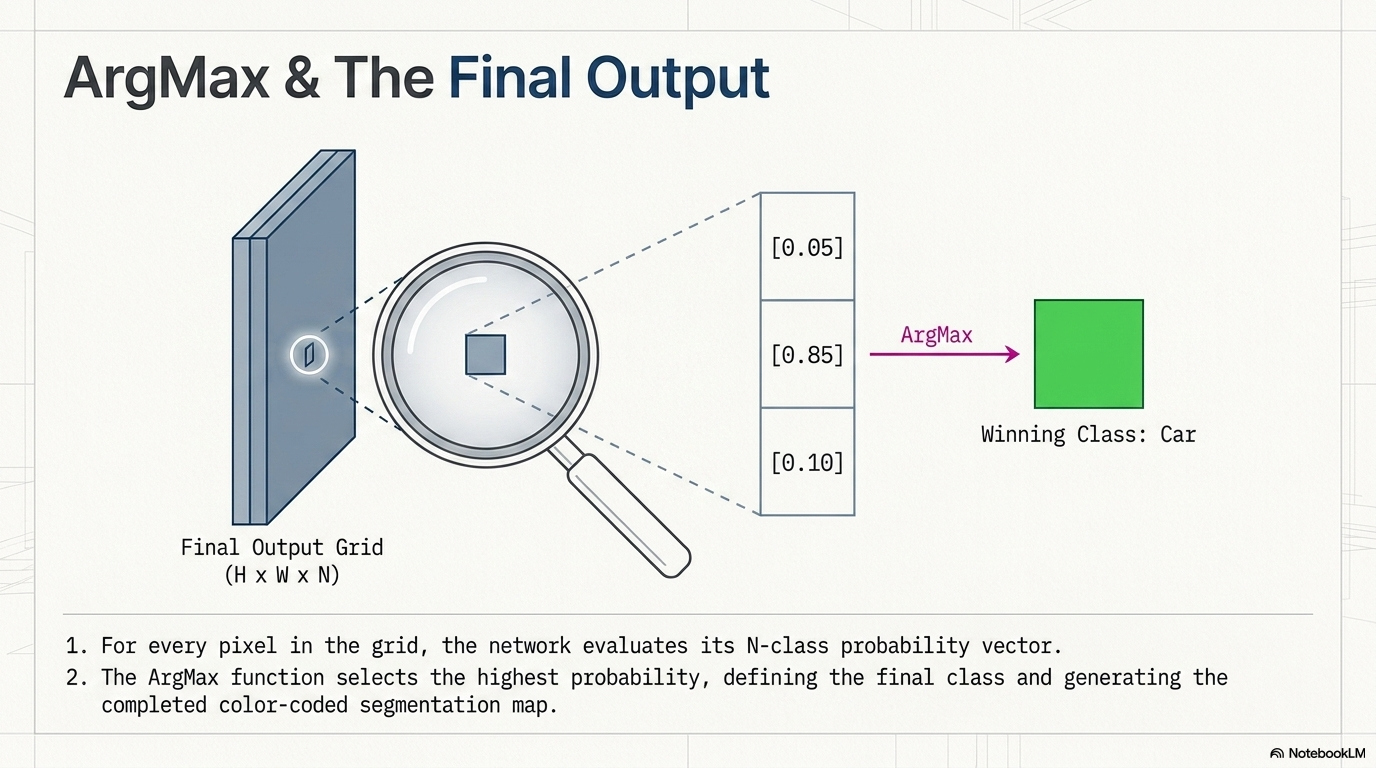 ArgMax & The Final Output
[0.05]
[0.85]
[0.10]
ArgMax
Winning Class: Car
Final Output Grid
(H x W x N)
1. For every pixel in the grid, the network evaluates its N-class probability vector.
2. The ArgMax function selects the highest probability, defining the final class and generating the
completed color-coded segmentation map.
NotebookLM